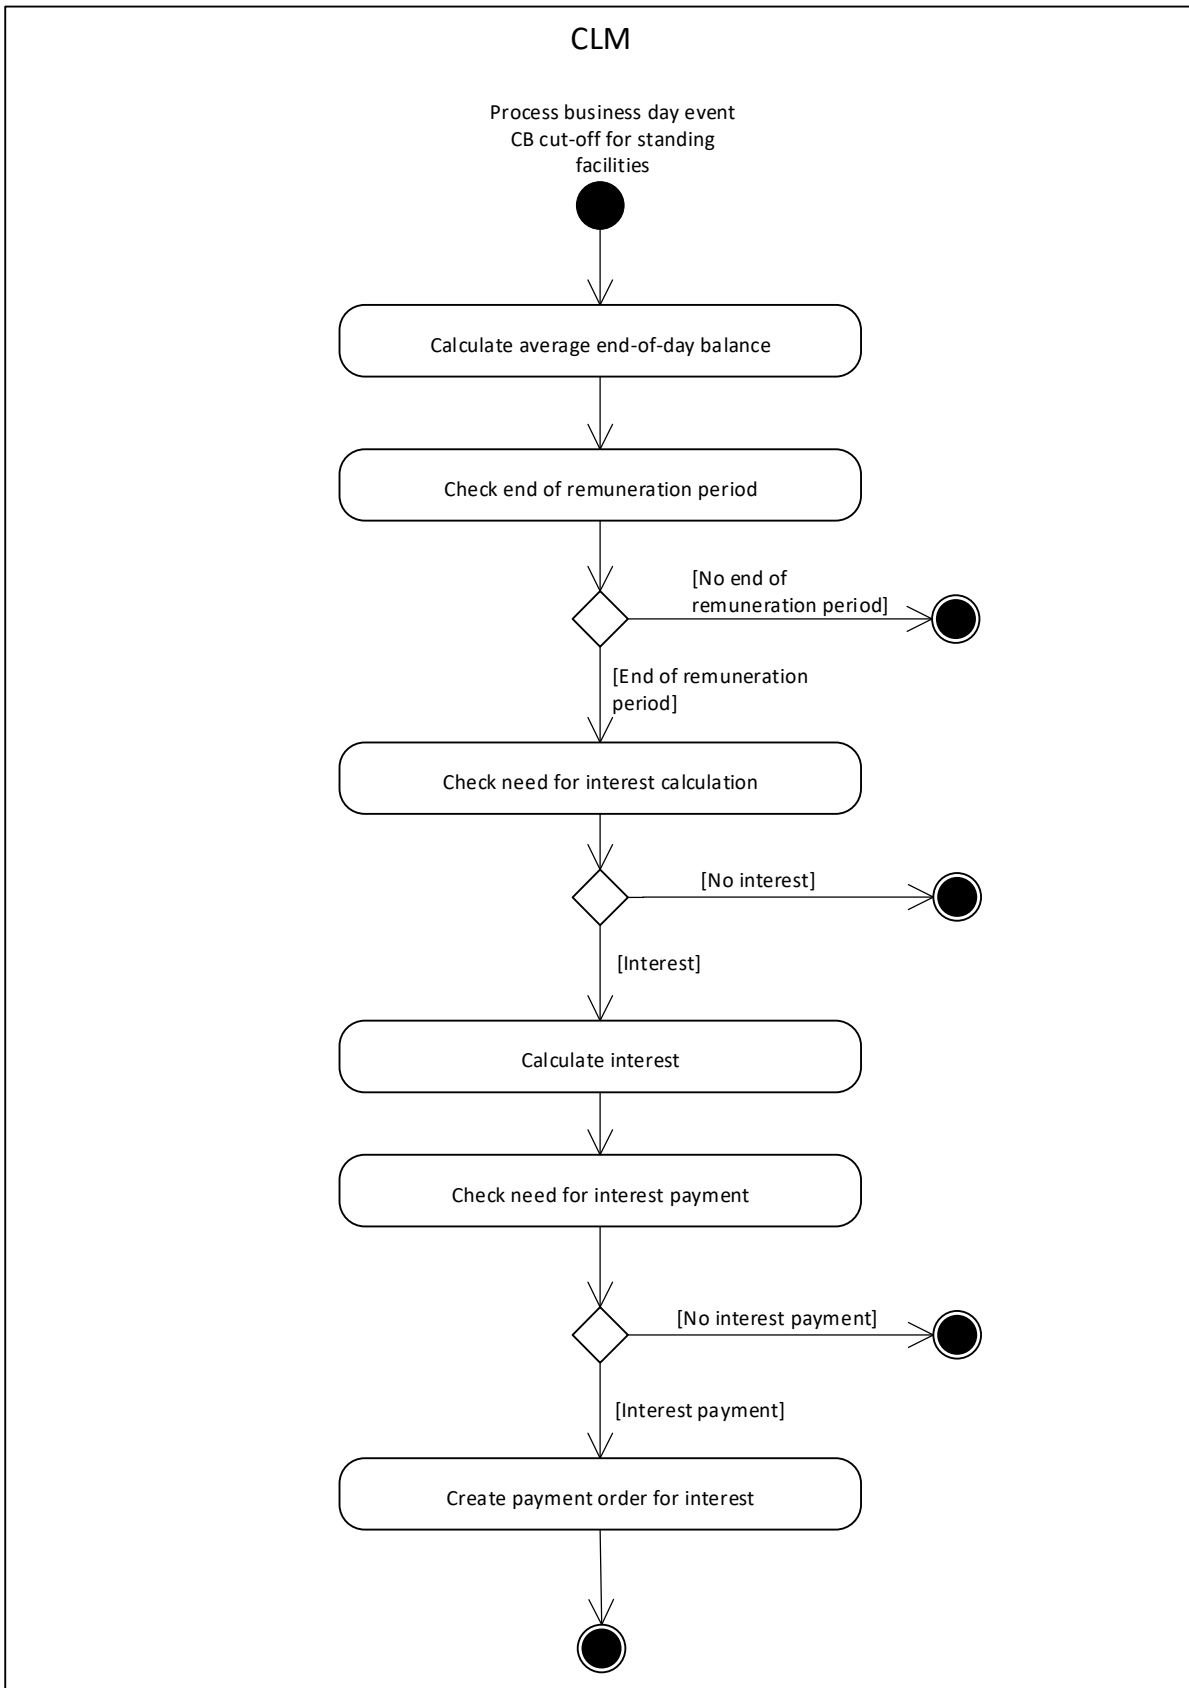 CLM
Process business day event
CB cut-off for standing
facilities
Calculate average end-of-day balance
Check end of remuneration period
[No end of
remuneration period]
[End of remuneration
period]
Check need for interest calculation
[No interest]
[Interest]
Calculate interest
Check need for interest payment
[No interest payment]
[Interest payment]
Create payment order for interest